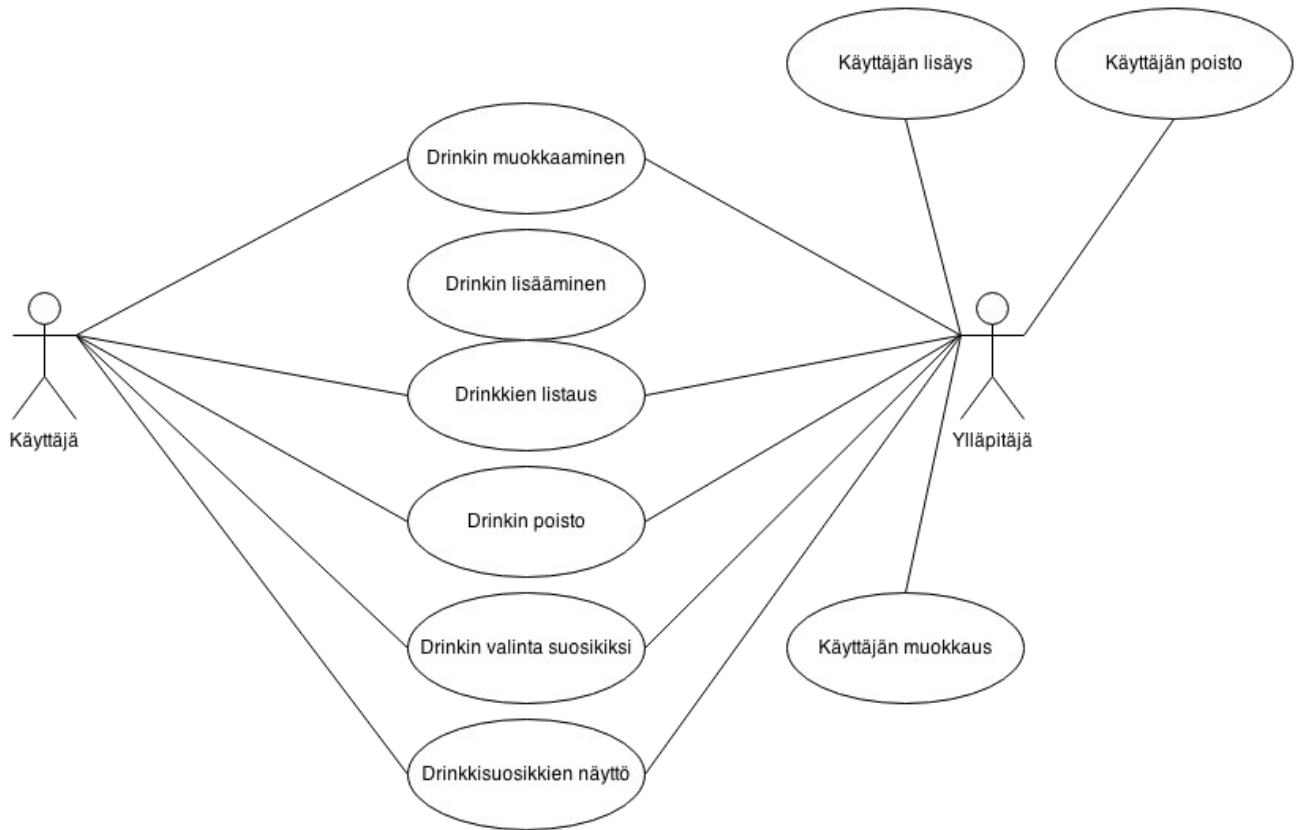 Käyttäjän lisäys
Käyttäjän poisto
Drinkin muokkaaminen
Drinkin lisääminen
Drinkkien listaus
Käyttäjä
Ylläpitäjä
Drinkin poisto
Drinkin valinta suosikiksi
Käyttäjän muokkaus
Drinkkisuosikkien näyttö